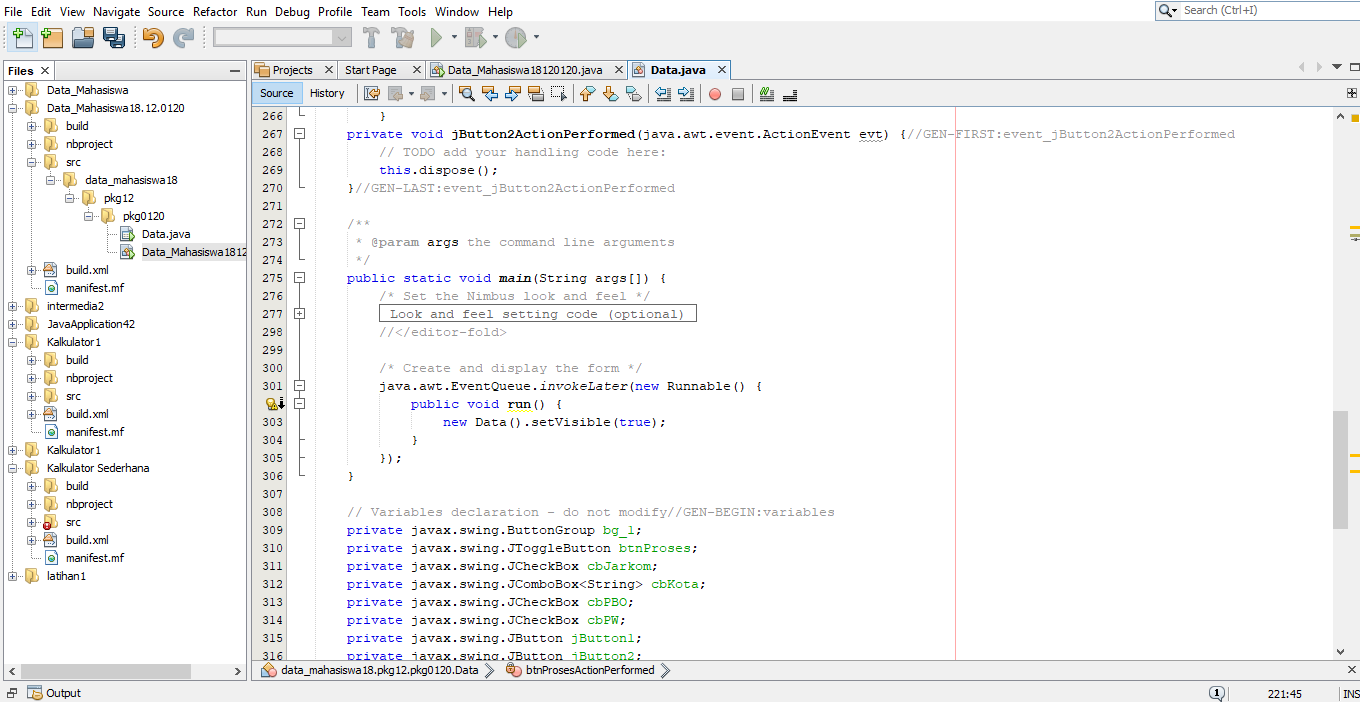 File Edit View Navigate Source Refactor Run Debug Profile Team Tools Window Help
Search (Ctrl+I)
Files
Data_Mahasiswa
Data_Mahasiswa18.12.0120
build
nbproject
src
data_mahasiswa18
pkg12
pkg0120
Data.java
Data_Mahasiswa1812
build.xml
manifest.mf
intermedia2
JavaApplication42
Kalkulator1
build
nbproject
src
build.xml
manifest.mf
Kalkulator1
Kalkulator Sederhana
build
nbproject
src
build.xml
manifest.mf
latihan1
Projects Start Page Data_Mahasiswa18120120.java Data.java
Source History
266 }
267 private void jButton2ActionPerformed(java.awt.event.ActionEvent evt) {//GEN-FIRST:event_jButton2ActionPerformed
268 // TODO add your handling code here:
269 this.dispose();
270 }//GEN-LAST:event_jButton2ActionPerformed
271
272 /**
273 * @param args the command line arguments
274 */
275 public static void main(String args[]) {
276 /* Set the Nimbus look and feel */
277 Look and feel setting code (optional)
298 //</editor-fold>
299
300 /* Create and display the form */
301 java.awt.EventQueue.invokeLater(new Runnable() {
public void run() {
303 new Data().setVisible(true);
304 }
305 });
306 }
307
308 // Variables declaration - do not modify//GEN-BEGIN:variables
309 private javax.swing.ButtonGroup bg_1;
310 private javax.swing.JToggleButton btnProses;
311 private javax.swing.JCheckBox cbJarkom;
312 private javax.swing.JComboBox<String> cbKota;
313 private javax.swing.JCheckBox cbPBO;
314 private javax.swing.JCheckBox cbPW;
315 private javax.swing.JButton jButton1;
316 private javax.swing.JButton jButton2;
data_mahasiswa18.pkg12.pkg0120.Data btnProsesActionPerformed
Output
1 221:45 INS